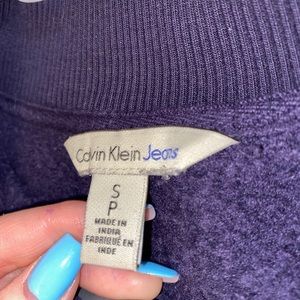 Calvin Klein Jeans
S
P
MADE IN
INDIA
FABRIQUÉ EN
INDE